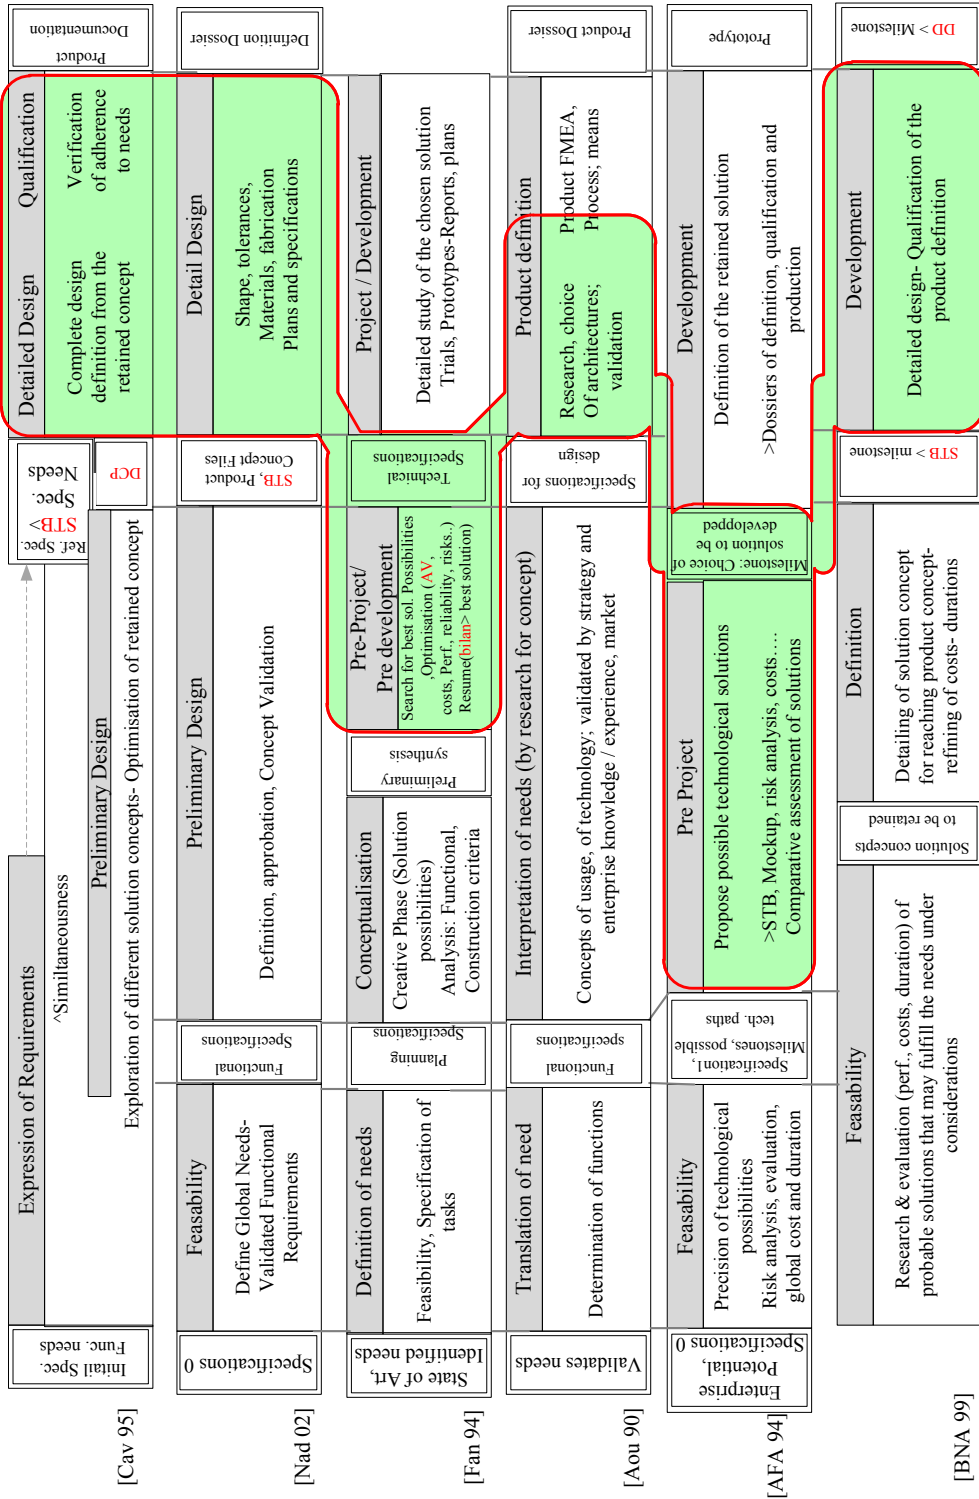 [Cav 95]
Initail Spec.
Func. needs
Expression of Requirements
^Similtaneousness
Ref. Spec.
STB>
Spec.
Needs
Preliminary Design
Exploration of different solution concepts- Optimisation of retained concept
DCP
Detailed Design
Qualification
Complete design
definition from the
retained concept
Verification
of adherence
to needs
Product
Documentation
[Nad 02]
Specifications 0
Feasability
Define Global Needs-
Validated Functional
Requirements
Functional
Specifications
Preliminary Design
Definition, approbation, Concept Validation
STB, Product
Concept Files
Detail Design
Shape, tolerances,
Materials, fabrication
Plans and specifications
Definition Dossier
[Fan 94]
State of Art,
Identified needs
Definition of need
Feasibility, Specification of
tasks
Planning
Specifications
Conceptualisation
Creative Phase (Solution
possibilities)
Analysis: Functional,
Construction criteria
Preliminary
synthesis
Pre-Project/
Pre development
Search for best sol. Possibilities
,Optimisation (AV,
costs, Perf., reliability, risks..)
Resume(bilan> best solution)
Technical
Specifications
Project / Development
Detailed study of the chosen solution
Trials, Prototypes-Reports, plans
[Aou 90]
Validates needs
Translation of need
Determination of functions
Functional
specifications
Interpretation of needs (by research for concept)
Concepts of usage, of technology; validated by strategy and
enterprise knowledge / experience, market
Specifications for
design
Product definition
Research, choice
Of architectures;
validation
Product FMEA,
Process; means
Product Dossier
[AFA 94]
Enterprise
Potential,
Specifications 0
Feasability
Precision of technological
possibilities
Risk analysis, evaluation,
global cost and duration
Specification1,
Milestones, possible
tech. paths
Pre Project
Propose possible technological solutions
>STB, Mockup, risk analysis, costs….
Comparative assessment of solutions
Milestone: Choice of
solution to be
developped
Development
Definition of the retained solution
>Dossiers of definition, qualification and
production
Prototype
[BNA 99]
Feasability
Research & evaluation (perf., costs, duration) of
probable solutions that may fulfill the needs under
considerations
Solution concepts
to be retained
Definition
Detailing of solution concept
for reaching product concept-
refining of costs- durations
STB > milestone
Development
Detailed design- Qualification of the
product definition
DD > Milestone